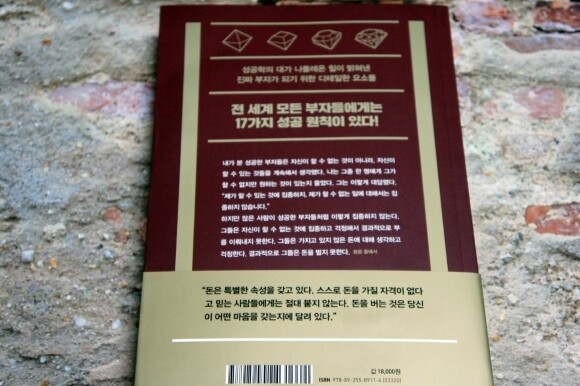 성공학의 대가 나폴레온 힐이 밝혀낸
진짜 부자가 되기 위한 디테일한 요소들
전 세계 모든 부자들에게는
17가지 성공 원칙이 있다!
내가 본 성공한 부자들은 자신이 할 수 없는 것이 아니라, 자신이
할 수 있는 것들을 계속해서 생각했다. 나는 그중 한 명에게 그가
할 수 없지만 원하는 것이 있는지 물었다. 그는 이렇게 대답했다.
"제가 할 수 있는 것에 집중하지, 제가 할 수 없는 일에 대해서는 집
중하지 않습니다."
하지만 많은 사람이 성공한 부자들처럼 이렇게 집중하지 않는다.
그들은 자신이 할 수 없는 것에 집중하고 걱정해서 결과적으로 부
를 이뤄내지 못한다. 그들은 가지고 있지 않은 돈에 대해 생각하고
걱정한다. 결과적으로 그들은 돈을 벌지 못한다. 본문 중에서
"돈은 특별한 속성을 갖고 있다. 스스로 돈을 가질 자격이 없다
고 믿는 사람들에게는 절대 붙지 않는다. 돈을 버는 것은 당신
이 어떤 마음을 갖는지에 달려 있다."
값 18,000원
ISBN 978-89-255-8911-4 (03320)